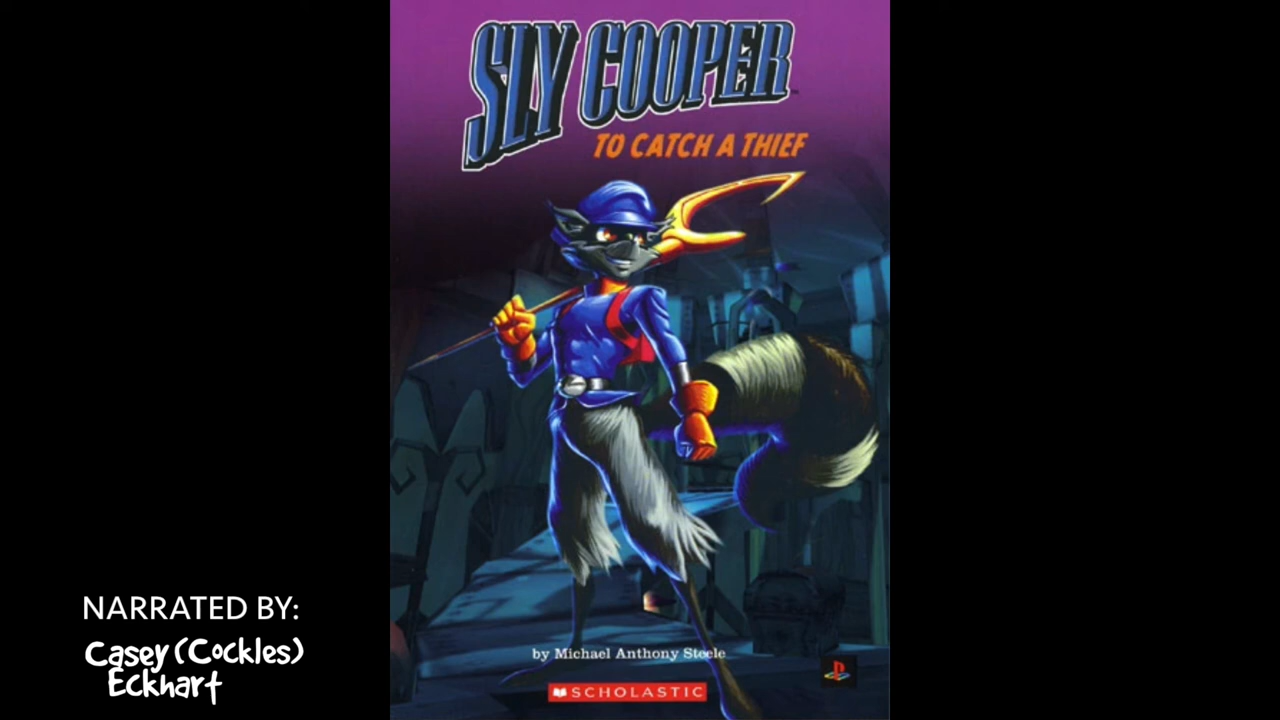 SLY COOPER
TO CATCH A THIEF
by Michael Anthony Steele
SCHOLASTIC
NARRATED BY:
Casey (Cockles)
Eckhart